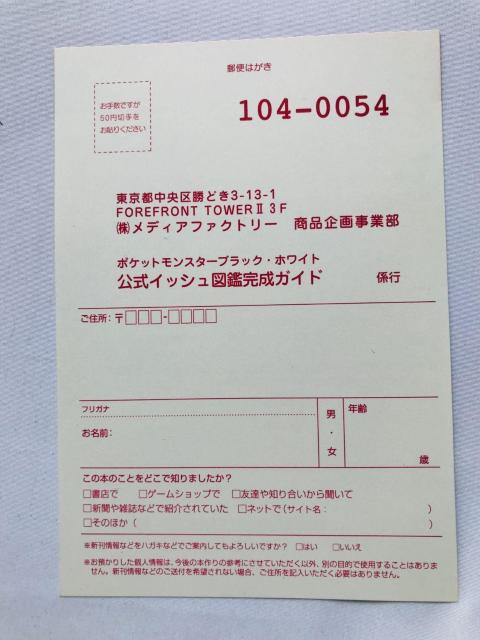 郵便はがき
お手数ですが
50円切手を
お貼りください
104-0054
東京都中央区勝どき3-13-1
FOREFRONT TOWERⅡ 3F
㈱メディアファクトリー 商品企画事業部
ポケットモンスターブラック・ホワイト
公式イッシュ図鑑完成ガイド 係行
ご住所：〒□□□-□□□□
フリガナ
お名前：
男・女
年齢
歳
この本のことをどこで知りましたか？
□書店で □ゲームショップで □友達や知り合いから聞いて
□新聞や雑誌などで紹介されていた □ネットで（サイト名： ）
□そのほか（ ）
※新刊情報などをハガキなどでご案内してもよろしいですか？ □はい □いいえ
※お預かりした個人情報は、今後の本作りの参考にさせていただく以外、別の目的で使用することはありま
せん。新刊情報などのご送付を希望されない場合、ご住所を記入いただく必要はありません。